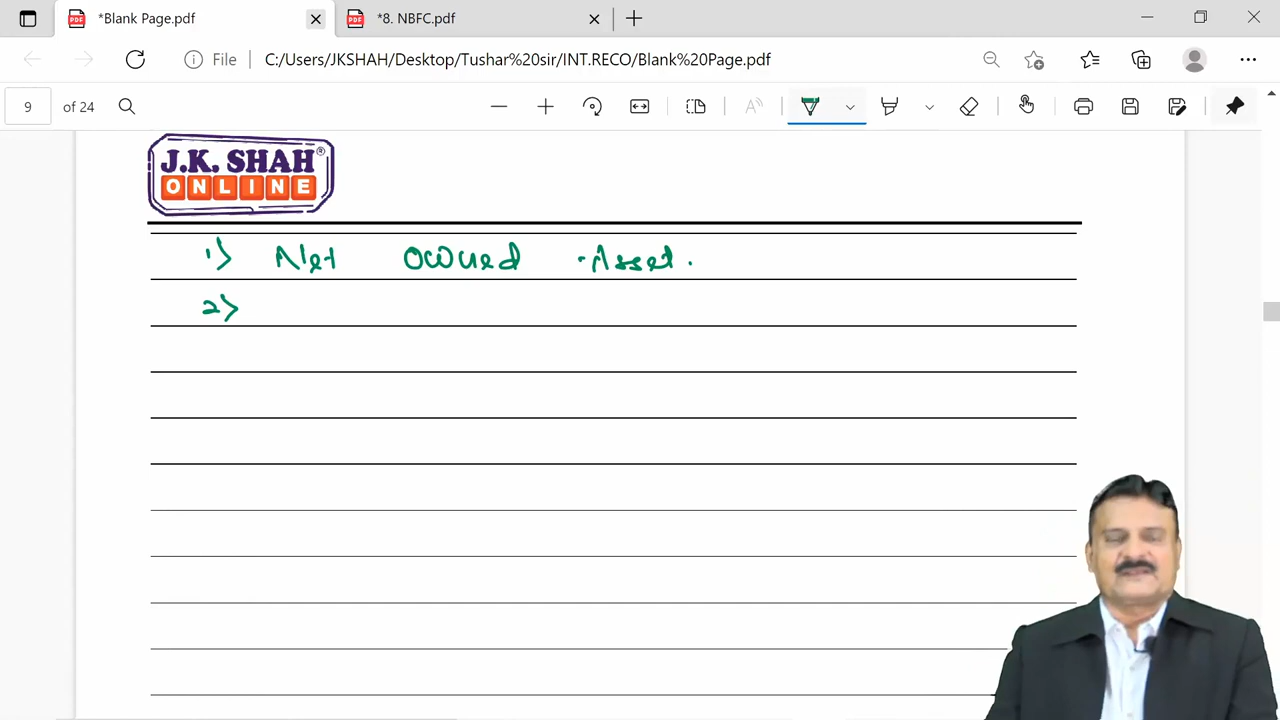 *Blank Page.pdf
*8. NBFC.pdf
File C:/Users/JKSHAH/Desktop/Tushar%20sir/INT.RECO/Blank%20Page.pdf
9 of 24
J.K. SHAH®
ONLINE
1) Net Owned Asset.
2)